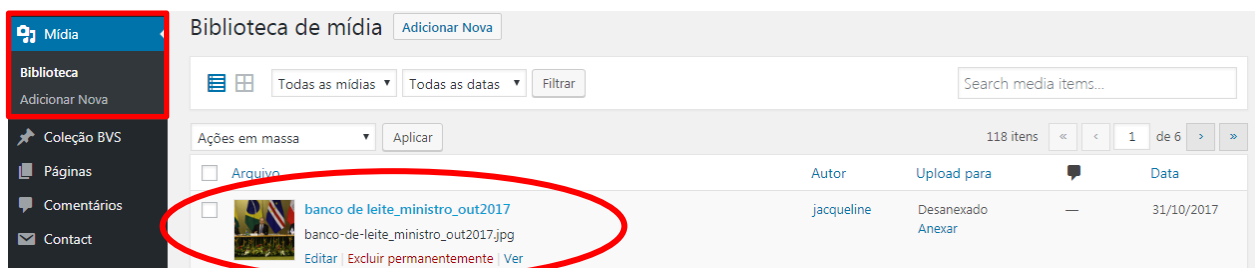 Mídia
Biblioteca
Adicionar Nova
Coleção BVS
Páginas
Comentários
Contact
Biblioteca de mídia Adicionar Nova
Todas as mídias Todas as datas Filtrar Search media items...
Ações em massa Aplicar 118 itens « ‹ 1 de 6 › »
Arquivo Autor Upload para Data
banco de leite_ministro_out2017 jacqueline Desanexado — 31/10/2017
banco-de-leite_ministro_out2017.jpg Anexar
Editar | Excluir permanentemente | Ver